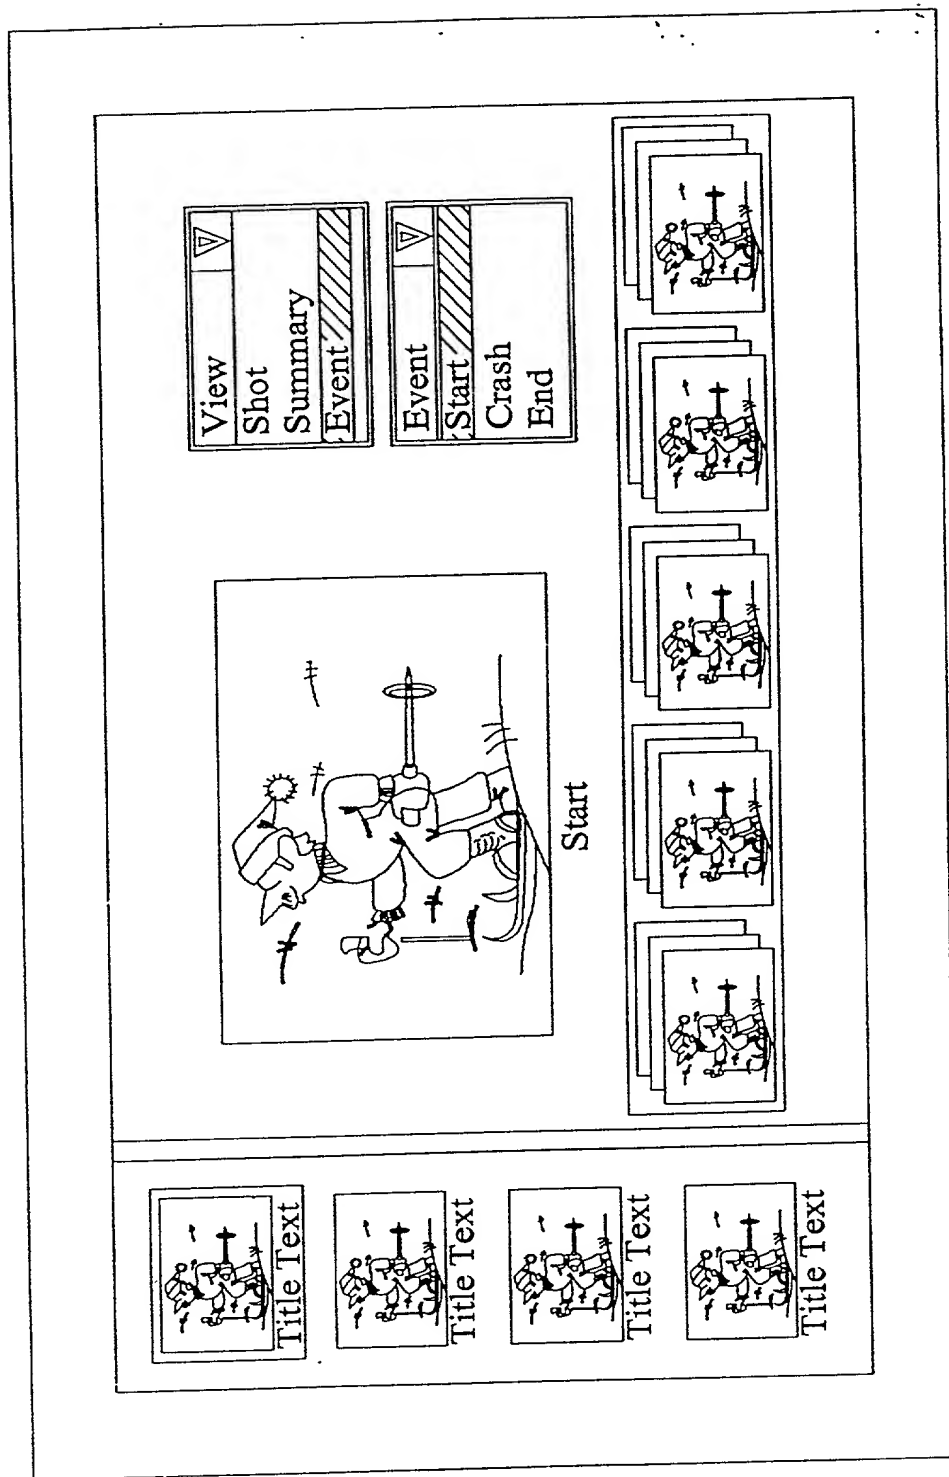 Title Text
Title Text
Title Text
Title Text
Start
View
Shot
Summary
Event
Event
Start
Crash
End